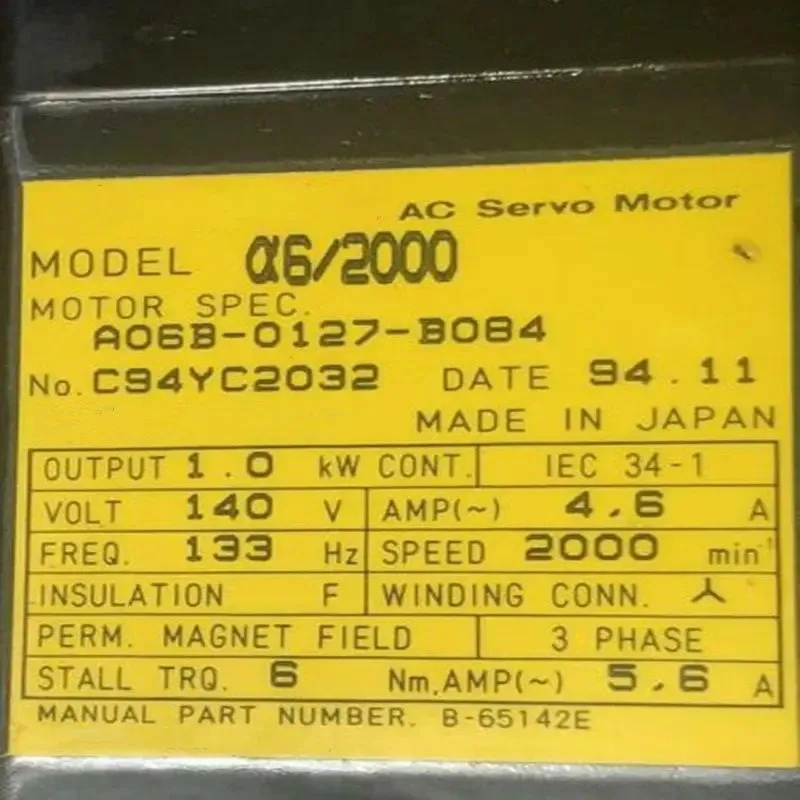 AC Servo Motor
MODEL α6/2000
MOTOR SPEC.
A06B-0127-B084
No. C94YC2032 DATE 94.11
MADE IN JAPAN
OUTPUT 1.0 kW CONT. IEC 34-1
VOLT 140 V AMP(~) 4.6 A
FREQ. 133 Hz SPEED 2000 min⁻¹
INSULATION F WINDING CONN. 人
PERM. MAGNET FIELD 3 PHASE
STALL TRQ. 6 Nm, AMP(~) 5.6 A
MANUAL PART NUMBER. B-65142E